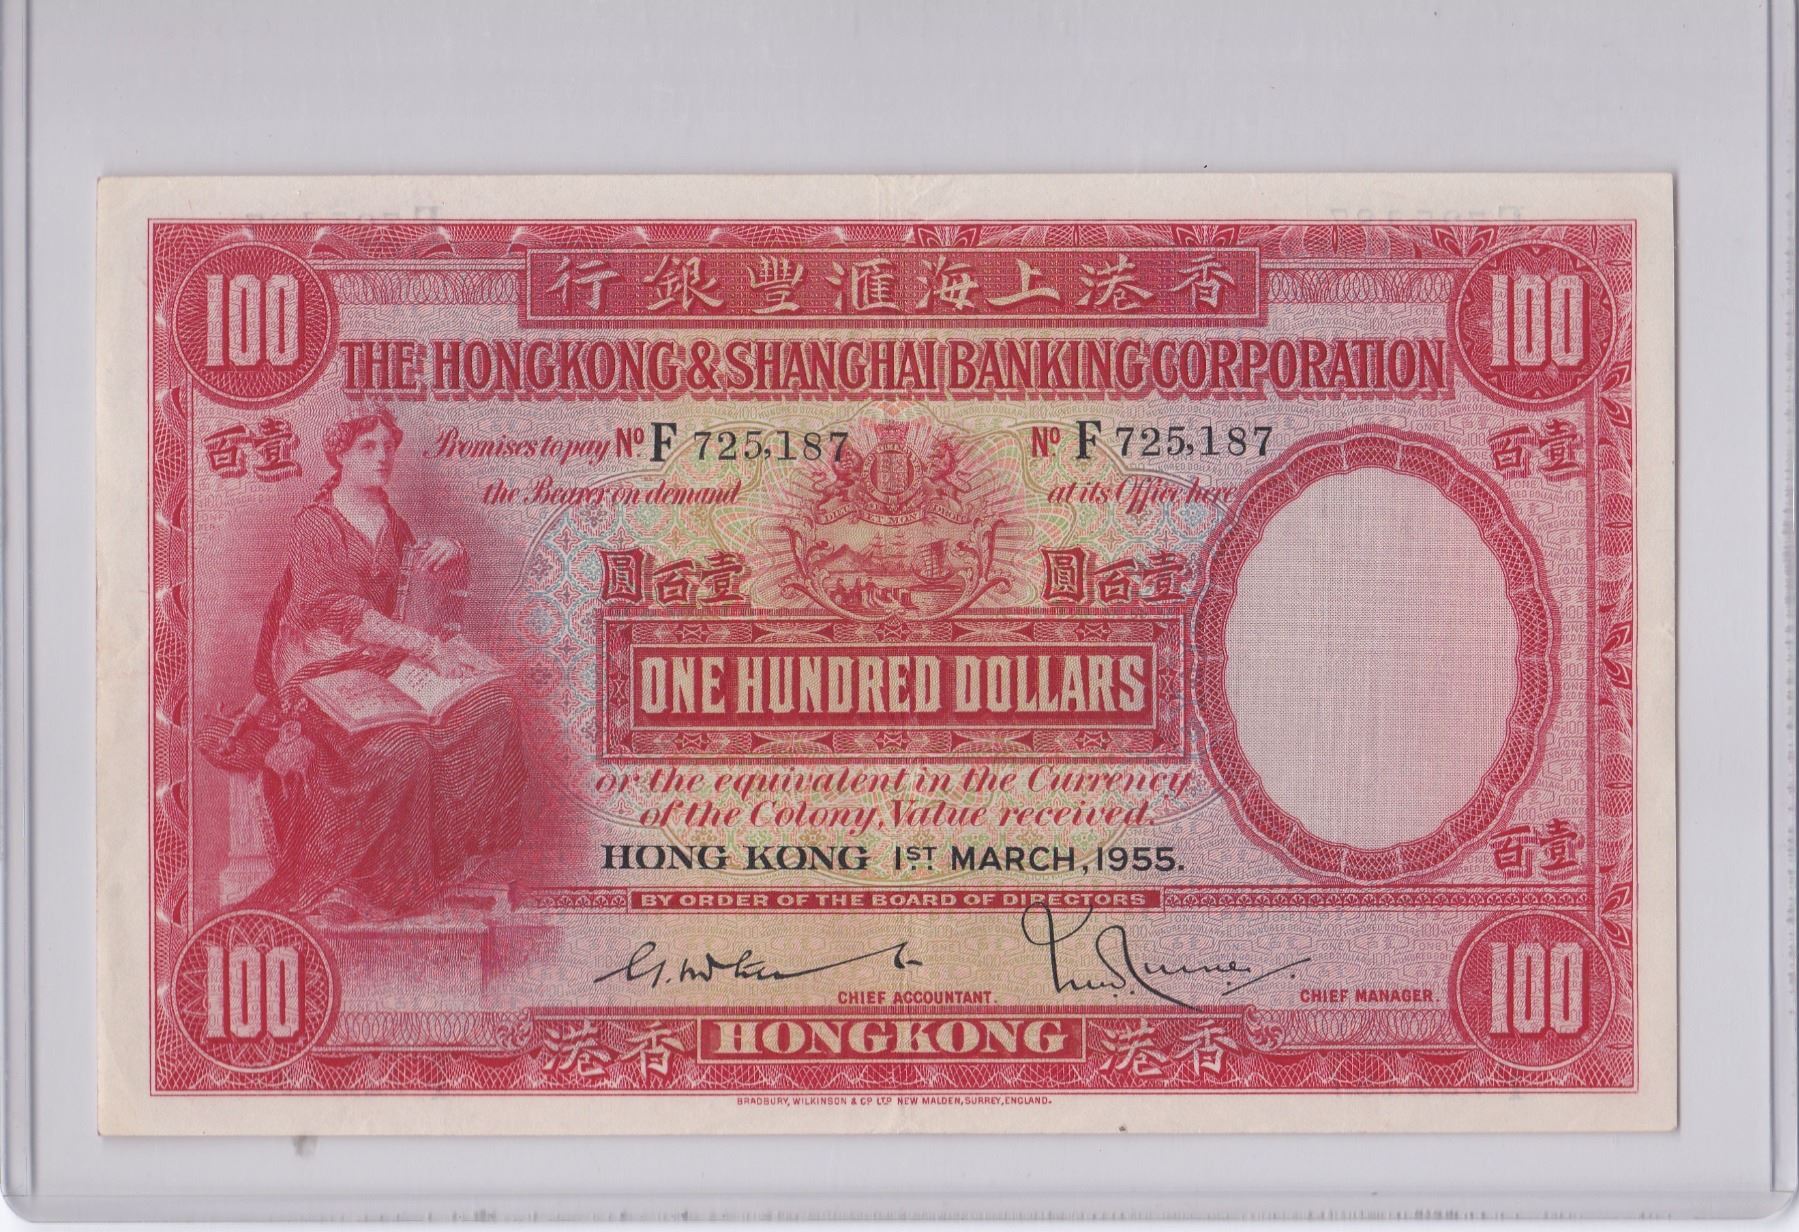 100 行銀豐滙海上港香 100
THE HONGKONG & SHANGHAI BANKING CORPORATION
百壹 百壹
Promises to pay Nº F 725,187 Nº F 725,187
the Bearer on demand at its Office here
DIEU ET MON DROIT
圓百壹 圓百壹
ONE HUNDRED DOLLARS
or the equivalent in the Currency
of the Colony, Value received.
百壹
HONG KONG 1ST MARCH, 1955.
BY ORDER OF THE BOARD OF DIRECTORS
CHIEF ACCOUNTANT. CHIEF MANAGER.
100 港香 HONGKONG 港香 100
BRADBURY, WILKINSON & Cº LTD NEW MALDEN, SURREY, ENGLAND.